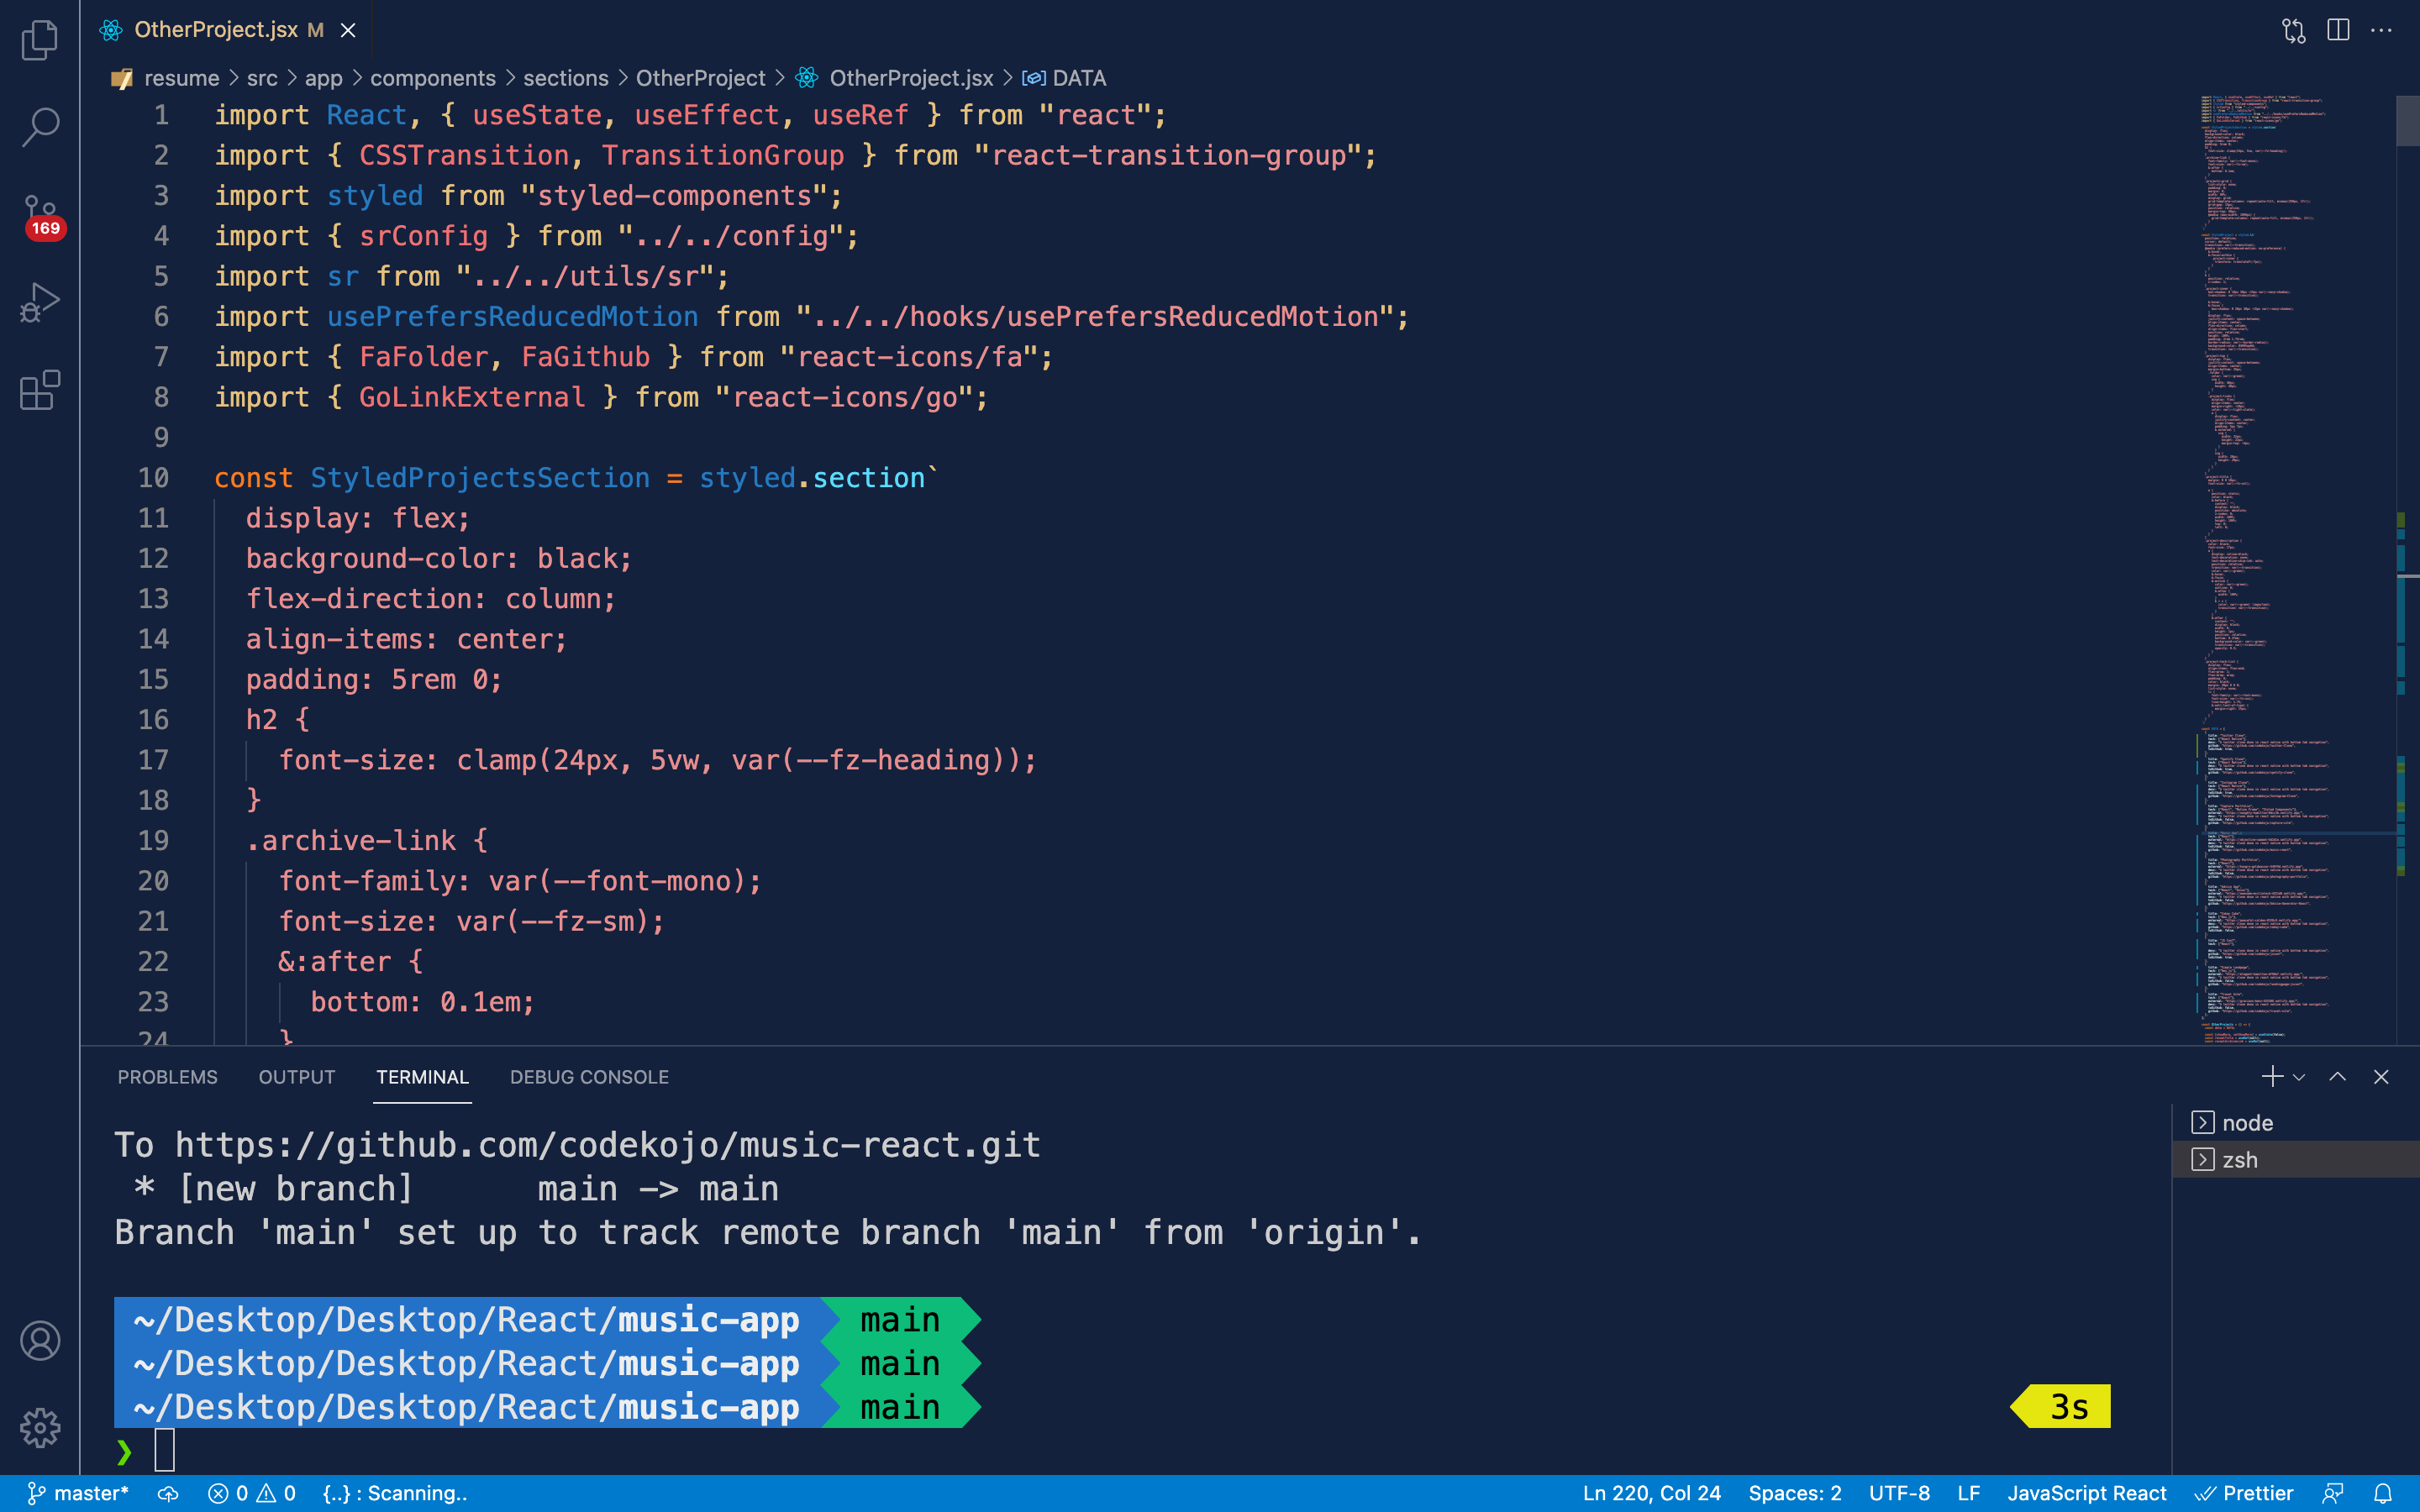 OtherProject.jsx M
resume > src > app > components > sections > OtherProject > OtherProject.jsx > DATA
1 import React, { useState, useEffect, useRef } from "react";
2 import { CSSTransition, TransitionGroup } from "react-transition-group";
3 import styled from "styled-components";
4 import { srConfig } from "../../config";
5 import sr from "../../utils/sr";
6 import usePrefersReducedMotion from "../../hooks/usePrefersReducedMotion";
7 import { FaFolder, FaGithub } from "react-icons/fa";
8 import { GoLinkExternal } from "react-icons/go";
9
10 const StyledProjectsSection = styled.section`
11 display: flex;
12 background-color: black;
13 flex-direction: column;
14 align-items: center;
15 padding: 5rem 0;
16 h2 {
17 font-size: clamp(24px, 5vw, var(--fz-heading));
18 }
19 .archive-link {
20 font-family: var(--font-mono);
21 font-size: var(--fz-sm);
22 &:after {
23 bottom: 0.1em;
24 }
169
PROBLEMS OUTPUT TERMINAL DEBUG CONSOLE
To https://github.com/codekojo/music-react.git
* [new branch] main -> main
Branch 'main' set up to track remote branch 'main' from 'origin'.
~/Desktop/Desktop/React/music-app main
~/Desktop/Desktop/React/music-app main
~/Desktop/Desktop/React/music-app main 3s
❯
node
zsh
master* 0 0 {..} : Scanning.. Ln 220, Col 24 Spaces: 2 UTF-8 LF JavaScript React Prettier